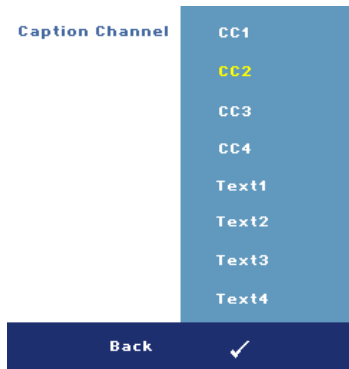 Caption Channel CC1
CC2
CC3
CC4
Text1
Text2
Text3
Text4
Back